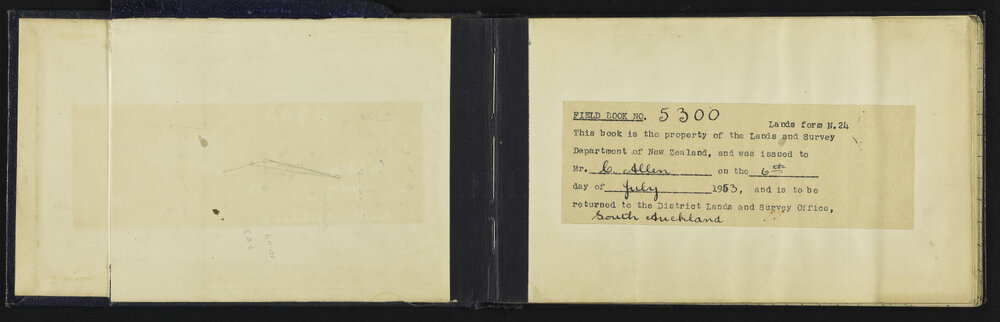 FIELD BOOK NO. 5300
Lands form N.24
This book is the property of the Lands and Survey
Department of New Zealand, and was issued to
Mr. C. Allen on the 6th
day of July 1953, and is to be
returned to the District Lands and Survey Office,
South Auckland